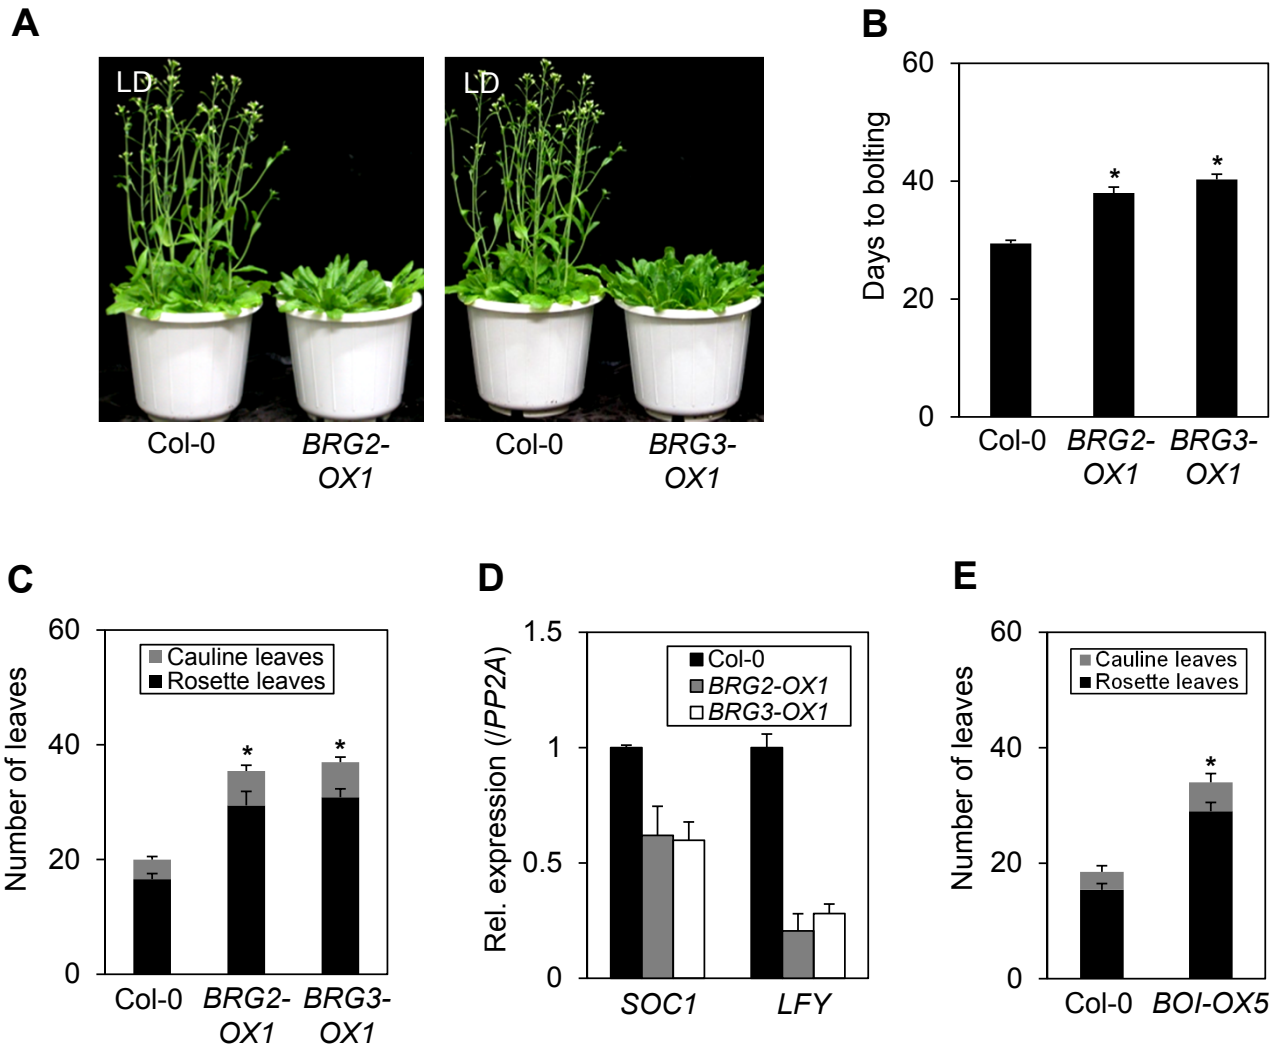 A
LD
LD
Col-0
BRG2-
OX1
Col-0
BRG3-
OX1
B
Days to bolting
60
40
20
0
*
*
Col-0
BRG2-
OX1
BRG3-
OX1
C
Number of leaves
60
40
20
0
Cauline leaves
Rosette leaves
*
*
Col-0
BRG2-
OX1
BRG3-
OX1
D
Rel. expression (/PP2A)
1.5
1
0.5
0
Col-0
BRG2-OX1
BRG3-OX1
SOC1
LFY
E
Number of leaves
60
40
20
0
Cauline leaves
Rosette leaves
*
Col-0
BOI-OX5